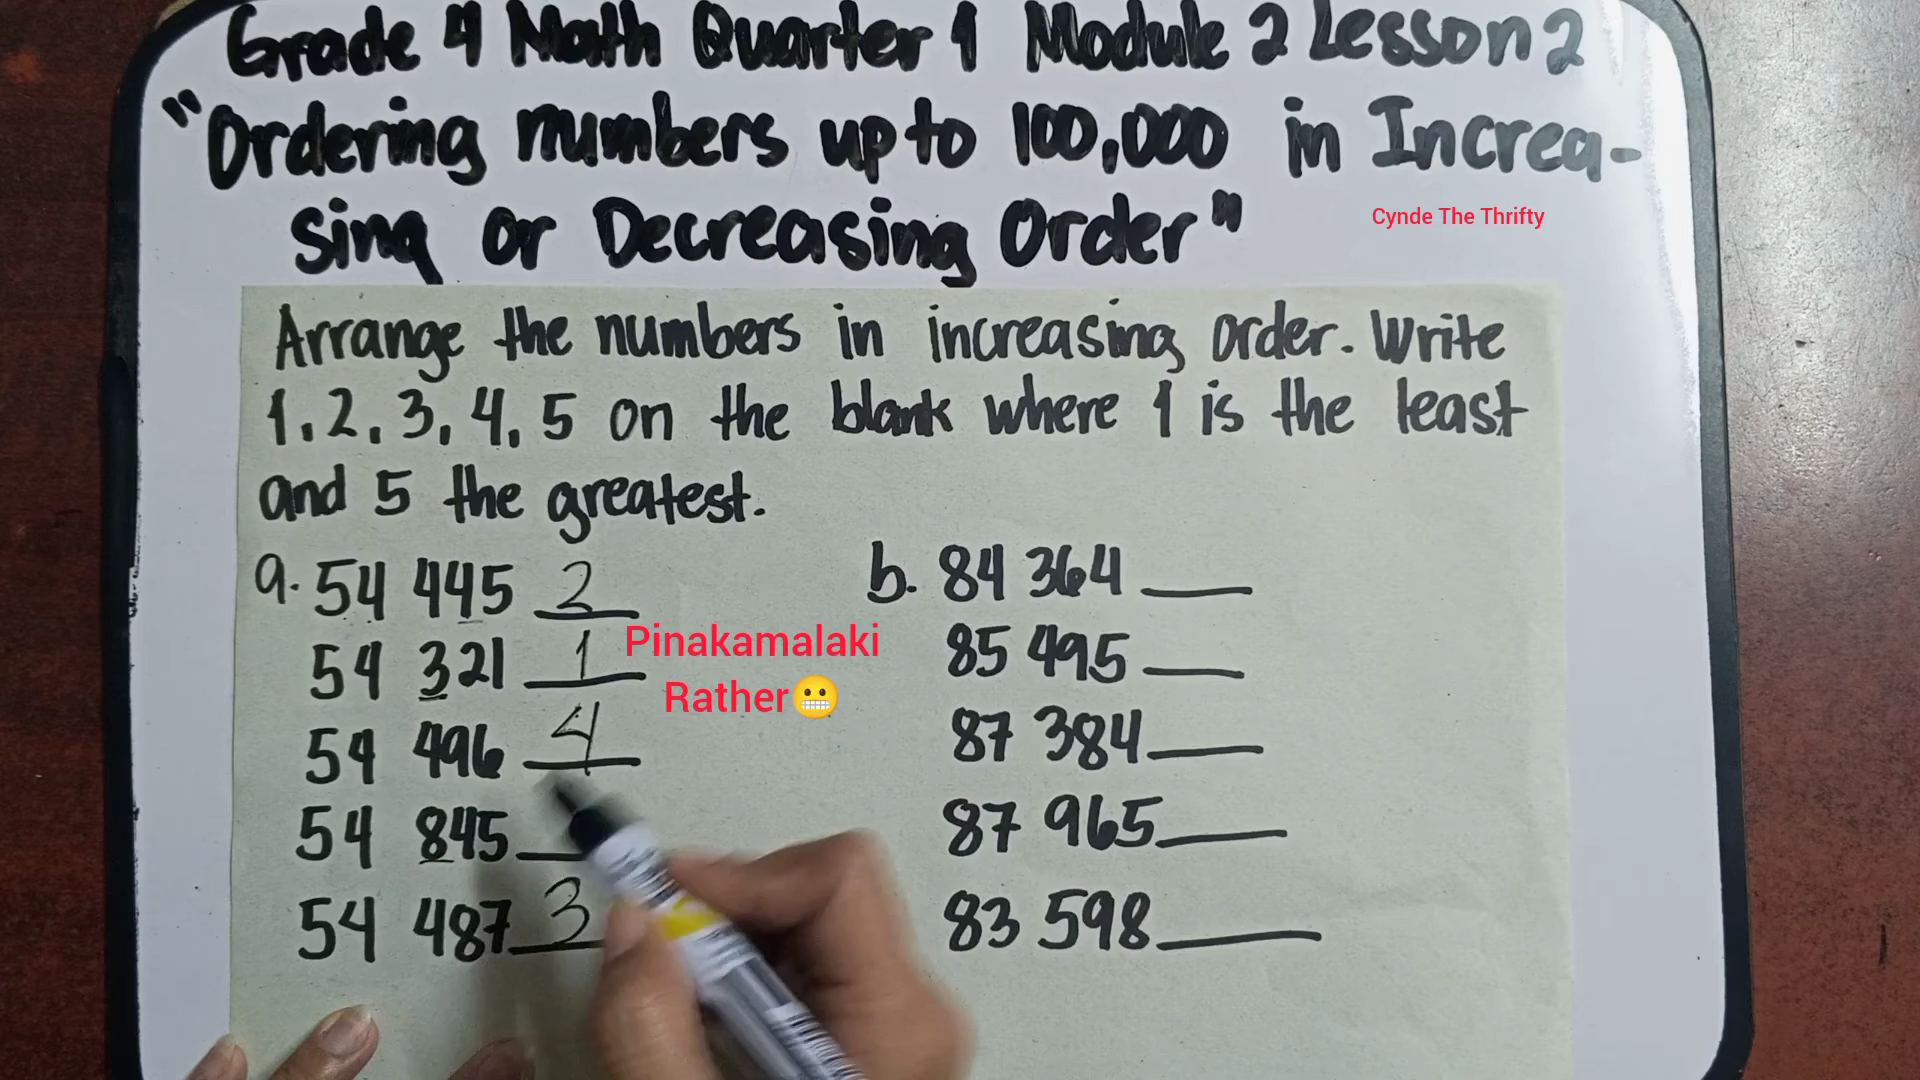 Grade 4 Math Quarter 1 Module 2 Lesson 2
"Ordering numbers up to 100,000 in Increa-
sing or Decreasing Order"
Cynde The Thrifty
Arrange the numbers in increasing order. Write
1, 2, 3, 4, 5 on the blank where 1 is the least
and 5 the greatest.
a. 54 445 2
54 321 1
54 496 4
54 845
54 487 3
Pinakamalaki
Rather😬
b. 84 364
85 495
87 384
87 965
83 598